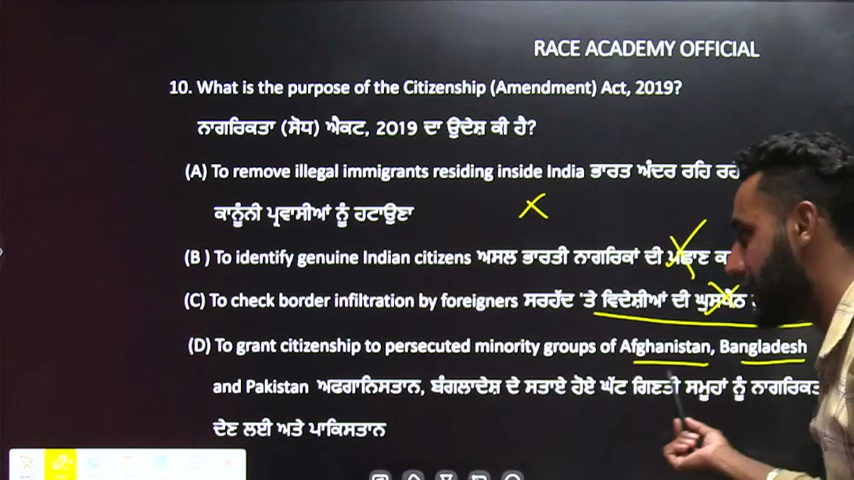 RACE ACADEMY OFFICIAL
10. What is the purpose of the Citizenship (Amendment) Act, 2019?
ਨਾਗਰਿਕਤਾ (ਸੋਧ) ਐਕਟ, 2019 ਦਾ ਉਦੇਸ਼ ਕੀ ਹੈ?
(A) To remove illegal immigrants residing inside India ਭਾਰਤ ਅੰਦਰ ਰਹਿ
ਕਾਨੂੰਨੀ ਪ੍ਰਵਾਸੀਆਂ ਨੂੰ ਹਟਾਉਣਾ
(B ) To identify genuine Indian citizens ਅਸਲ ਭਾਰਤੀ ਨਾਗਰਿਕਾਂ ਦੀ
(C) To check border infiltration by foreigners ਸਰਹੱਦ 'ਤੇ ਵਿਦੇਸ਼ੀਆਂ ਦੀ
(D) To grant citizenship to persecuted minority groups of Afghanistan, Bangladesh
and Pakistan ਅਫਗਾਨਿਸਤਾਨ, ਬੰਗਲਾਦੇਸ਼ ਦੇ ਸਤਾਏ ਹੋਏ ਘੱਟ ਗਿਣਤੀ ਸਮੂਹਾਂ ਨੂੰ
ਦੇਣ ਲਈ ਅਤੇ ਪਾਕਿਸਤਾਨ